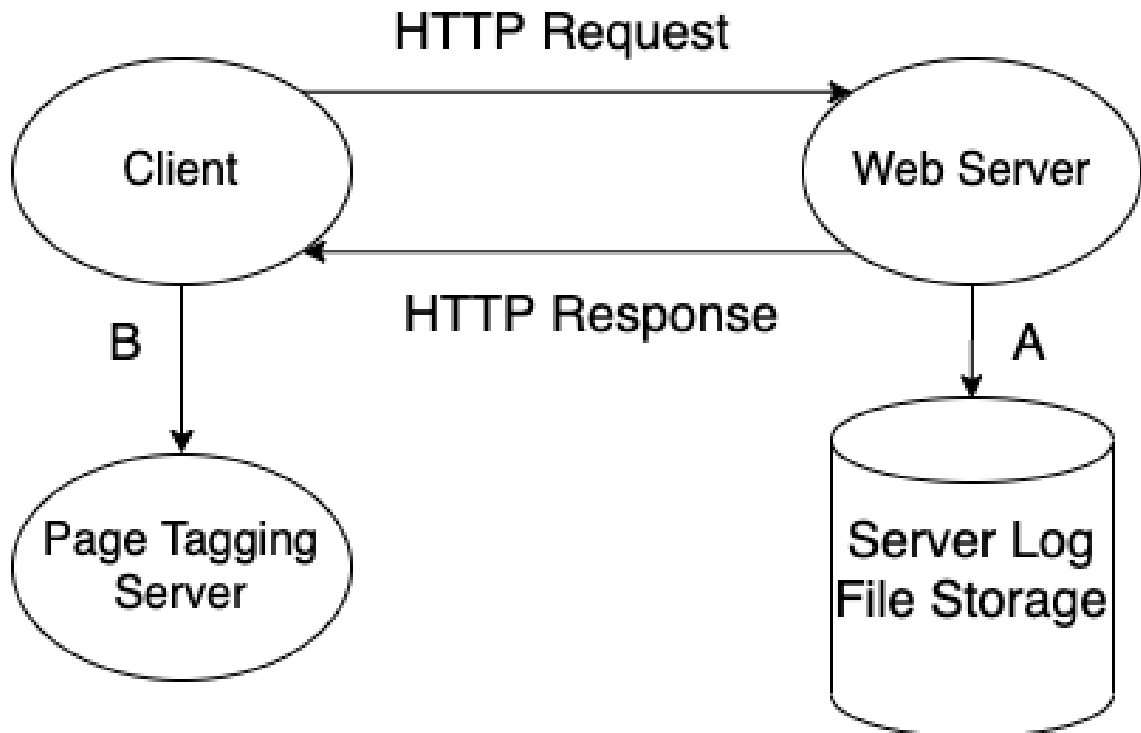 HTTP Request
Client
Web Server
HTTP Response
B
A
Page Tagging
Server
Server Log
File Storage